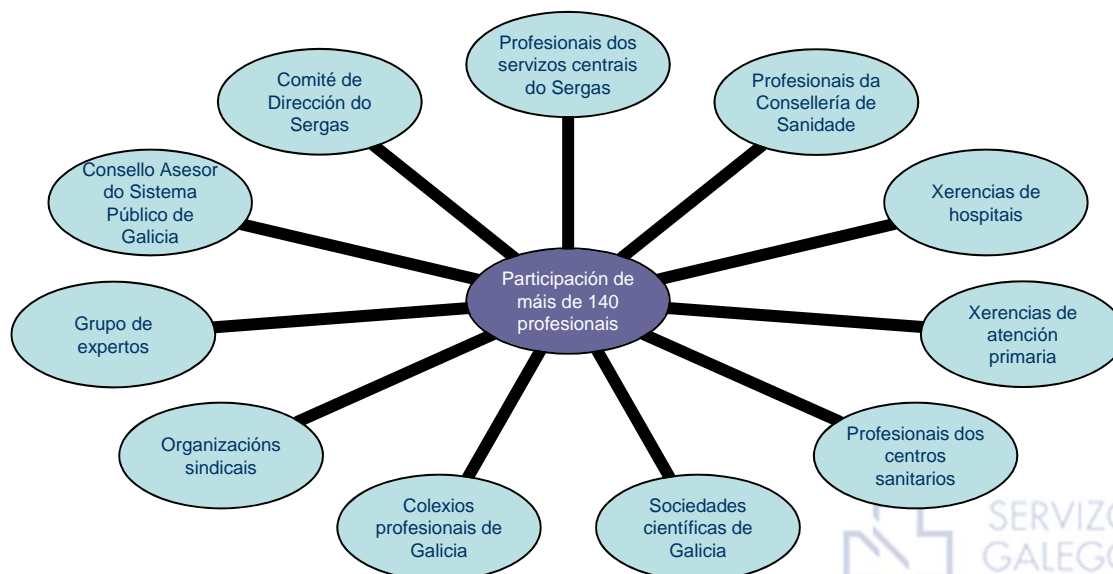 Profesionais dos
servizos centrais
do Sergas
Comité de
Dirección do
Sergas
Profesionais da
Consellería de
Sanidade
Consello Asesor
do Sistema
Público de
Galicia
Xerencias de
hospitais
Participación de
máis de 140
profesionais
Grupo de
expertos
Xerencias de
atención
primaria
Organizacións
sindicais
Profesionais dos
centros
sanitarios
Colexios
profesionais de
Galicia
Sociedades
científicas de
Galicia
SERVIZO
GALEGO